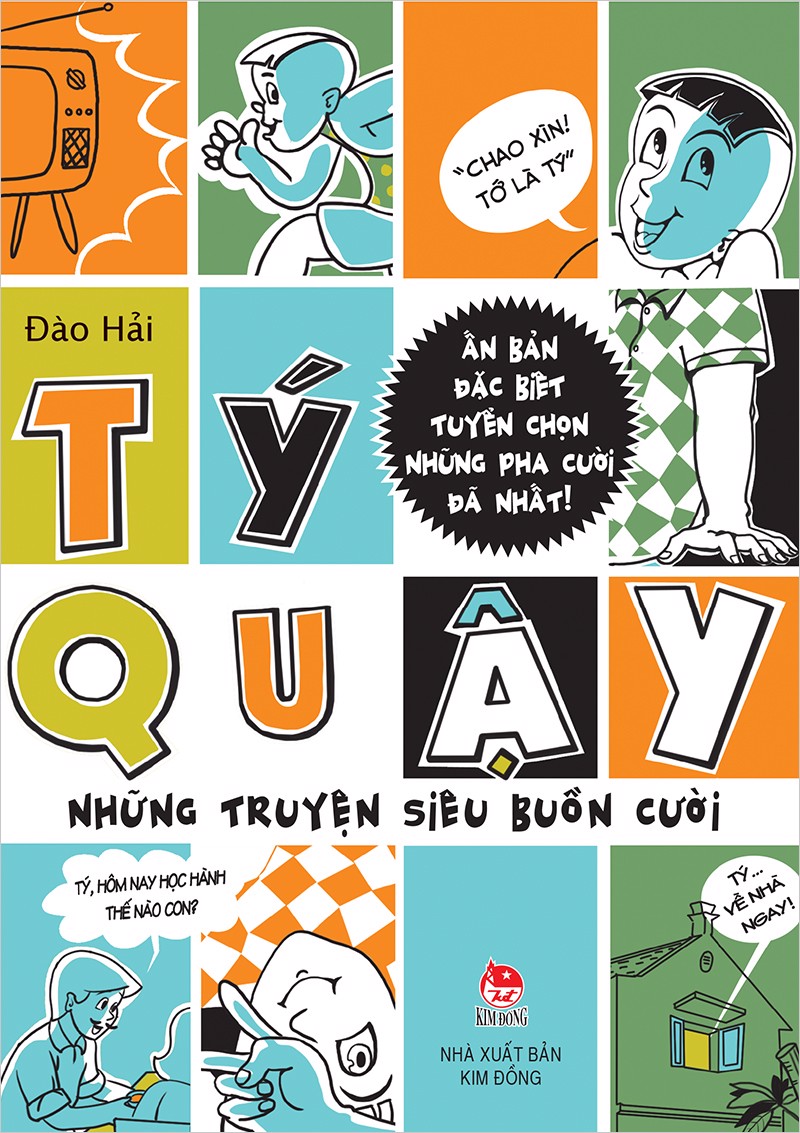 “CHAO XÌN!
TỚ LÀ TÝ”
Đào Hải
TÝ
ẤN BẢN
ĐẶC BIỆT
TUYỂN CHỌN
NHỮNG PHA CƯỜI
ĐÃ NHẤT!
QUẬY
NHỮNG TRUYỆN SIÊU BUỒN CƯỜI
TÝ, HÔM NAY HỌC HÀNH
THẾ NÀO CON?
TÝ...
VỀ NHÀ
NGAY!
KIM ĐỒNG
NHÀ XUẤT BẢN
KIM ĐỒNG